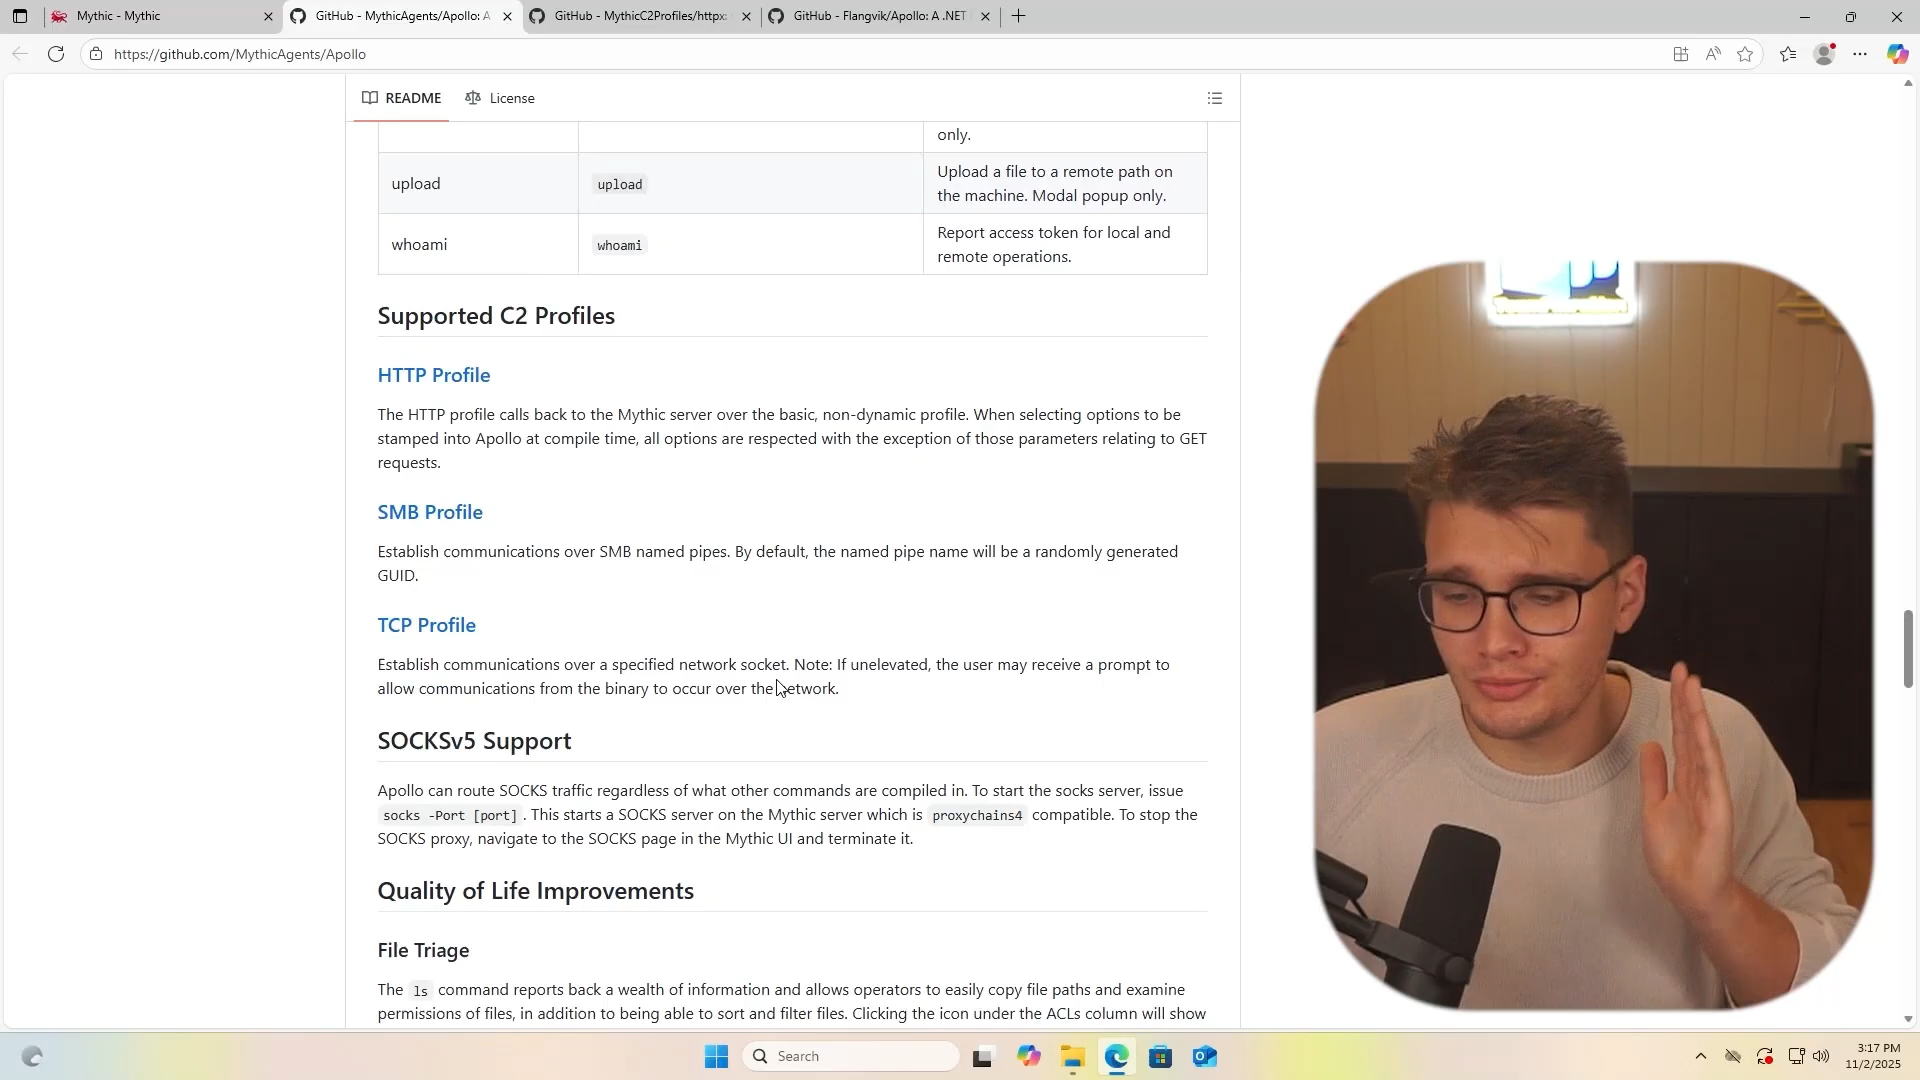 Mythic - Mythic
GitHub - MythicAgents/Apollo: A
GitHub - MythicC2Profiles/httpx:
GitHub - Flangvik/Apollo: A .NET
https://github.com/MythicAgents/Apollo
README
License
only.
upload
upload
Upload a file to a remote path on
the machine. Modal popup only.
whoami
whoami
Report access token for local and
remote operations.
Supported C2 Profiles
HTTP Profile
The HTTP profile calls back to the Mythic server over the basic, non-dynamic profile. When selecting options to be
stamped into Apollo at compile time, all options are respected with the exception of those parameters relating to GET
requests.
SMB Profile
Establish communications over SMB named pipes. By default, the named pipe name will be a randomly generated
GUID.
TCP Profile
Establish communications over a specified network socket. Note: If unelevated, the user may receive a prompt to
allow communications from the binary to occur over the network.
SOCKSv5 Support
Apollo can route SOCKS traffic regardless of what other commands are compiled in. To start the socks server, issue
socks -Port [port] . This starts a SOCKS server on the Mythic server which is proxychains4 compatible. To stop the
SOCKS proxy, navigate to the SOCKS page in the Mythic UI and terminate it.
Quality of Life Improvements
File Triage
The ls command reports back a wealth of information and allows operators to easily copy file paths and examine
permissions of files, in addition to being able to sort and filter files. Clicking the icon under the ACLs column will show
Search
3:17 PM
11/2/2025